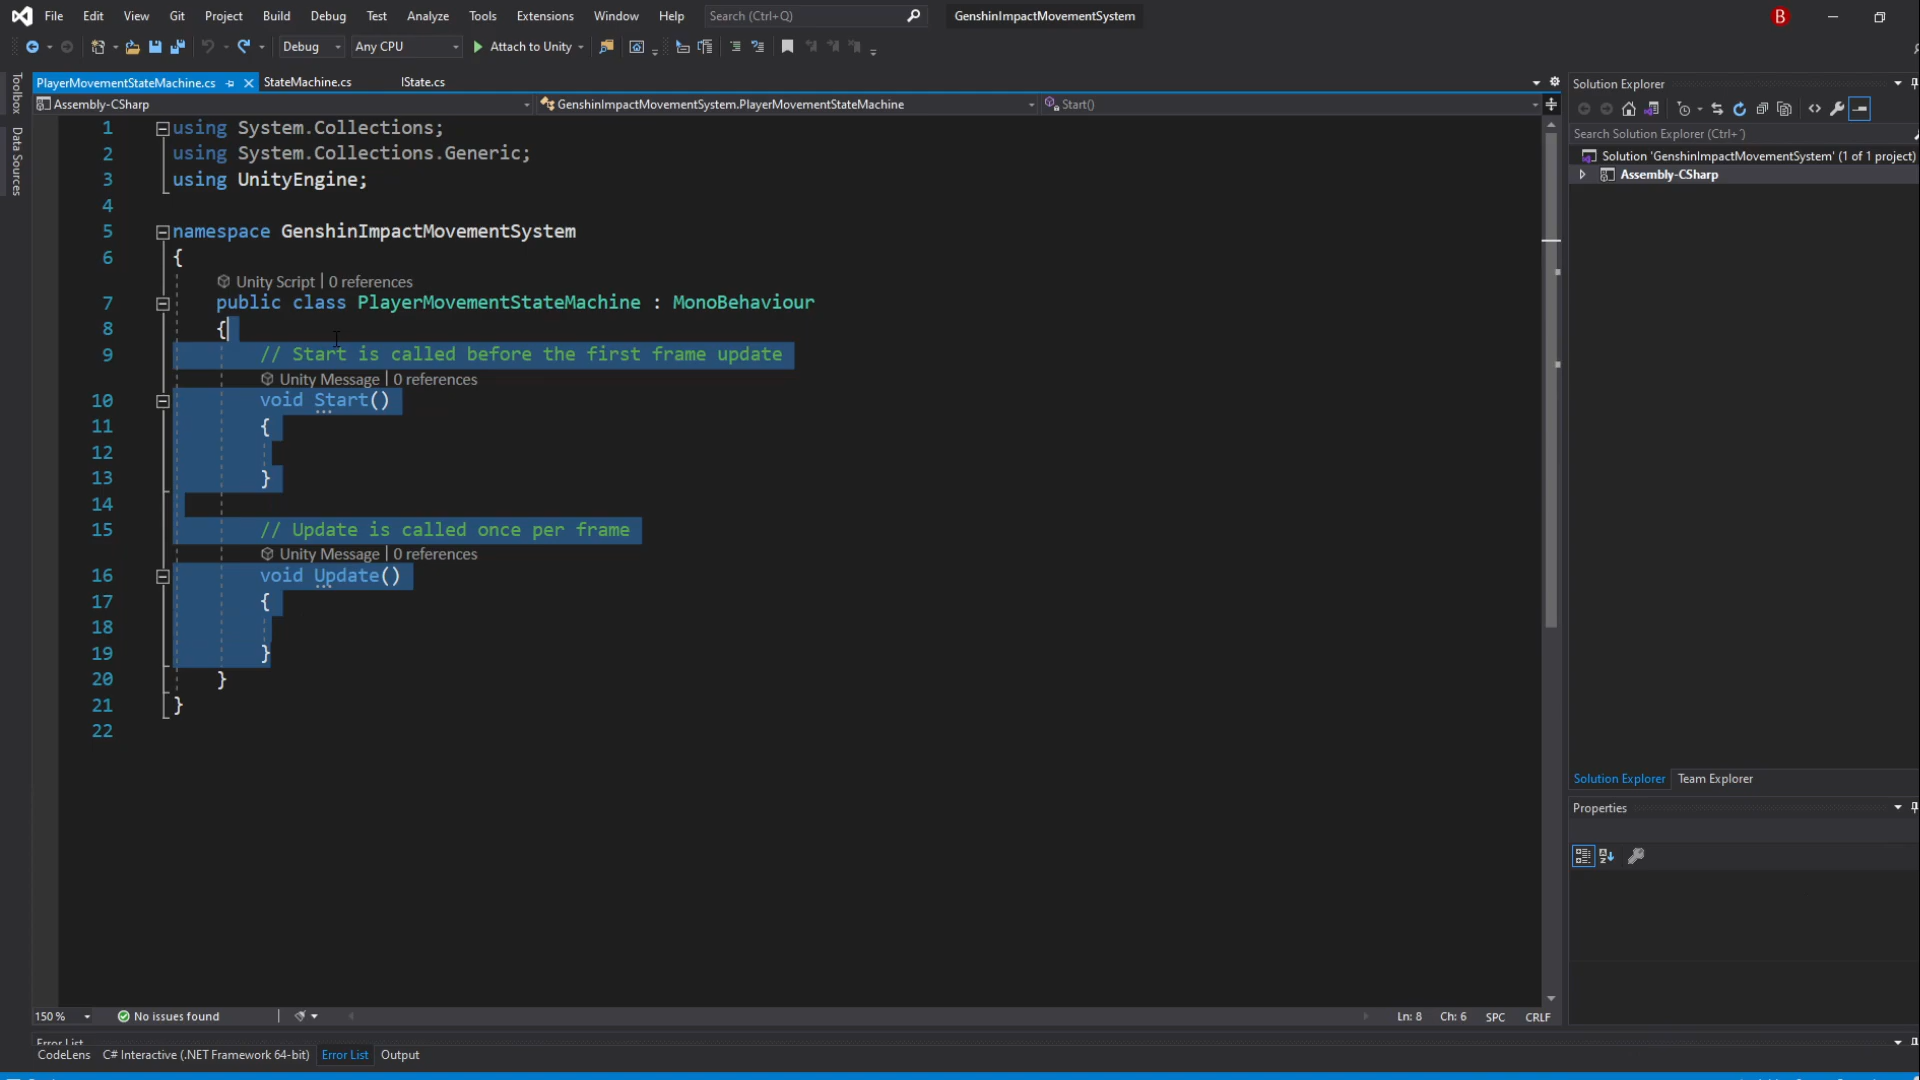 File Edit View Git Project Build Debug Test Analyze Tools Extensions Window Help Search (Ctrl+Q) GenshinImpactMovementSystem B
Debug Any CPU Attach to Unity
PlayerMovementStateMachine.cs StateMachine.cs IState.cs
Assembly-CSharp GenshinImpactMovementSystem.PlayerMovementStateMachine Start()
Toolbox
Data Sources
1 using System.Collections;
2 using System.Collections.Generic;
3 using UnityEngine;
4
5 namespace GenshinImpactMovementSystem
6 {
Unity Script | 0 references
7 public class PlayerMovementStateMachine : MonoBehaviour
8 {
9 // Start is called before the first frame update
Unity Message | 0 references
10 void Start()
11 {
12
13 }
14
15 // Update is called once per frame
Unity Message | 0 references
16 void Update()
17 {
18
19 }
20 }
21 }
22
150 % No issues found Ln: 8 Ch: 6 SPC CRLF
Error List
CodeLens C# Interactive (.NET Framework 64-bit) Error List Output
Solution Explorer
Search Solution Explorer (Ctrl+´)
Solution 'GenshinImpactMovementSystem' (1 of 1 project)
Assembly-CSharp
Solution Explorer Team Explorer
Properties